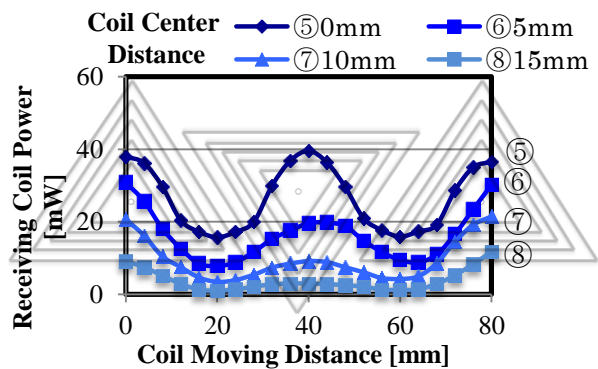 Coil Center Distance
⑤0mm ⑥5mm
⑦10mm ⑧15mm
60
40
20
0
Receiving Coil Power [mW]
⑤
⑥
⑦
⑧
0 20 40 60 80
Coil Moving Distance [mm]